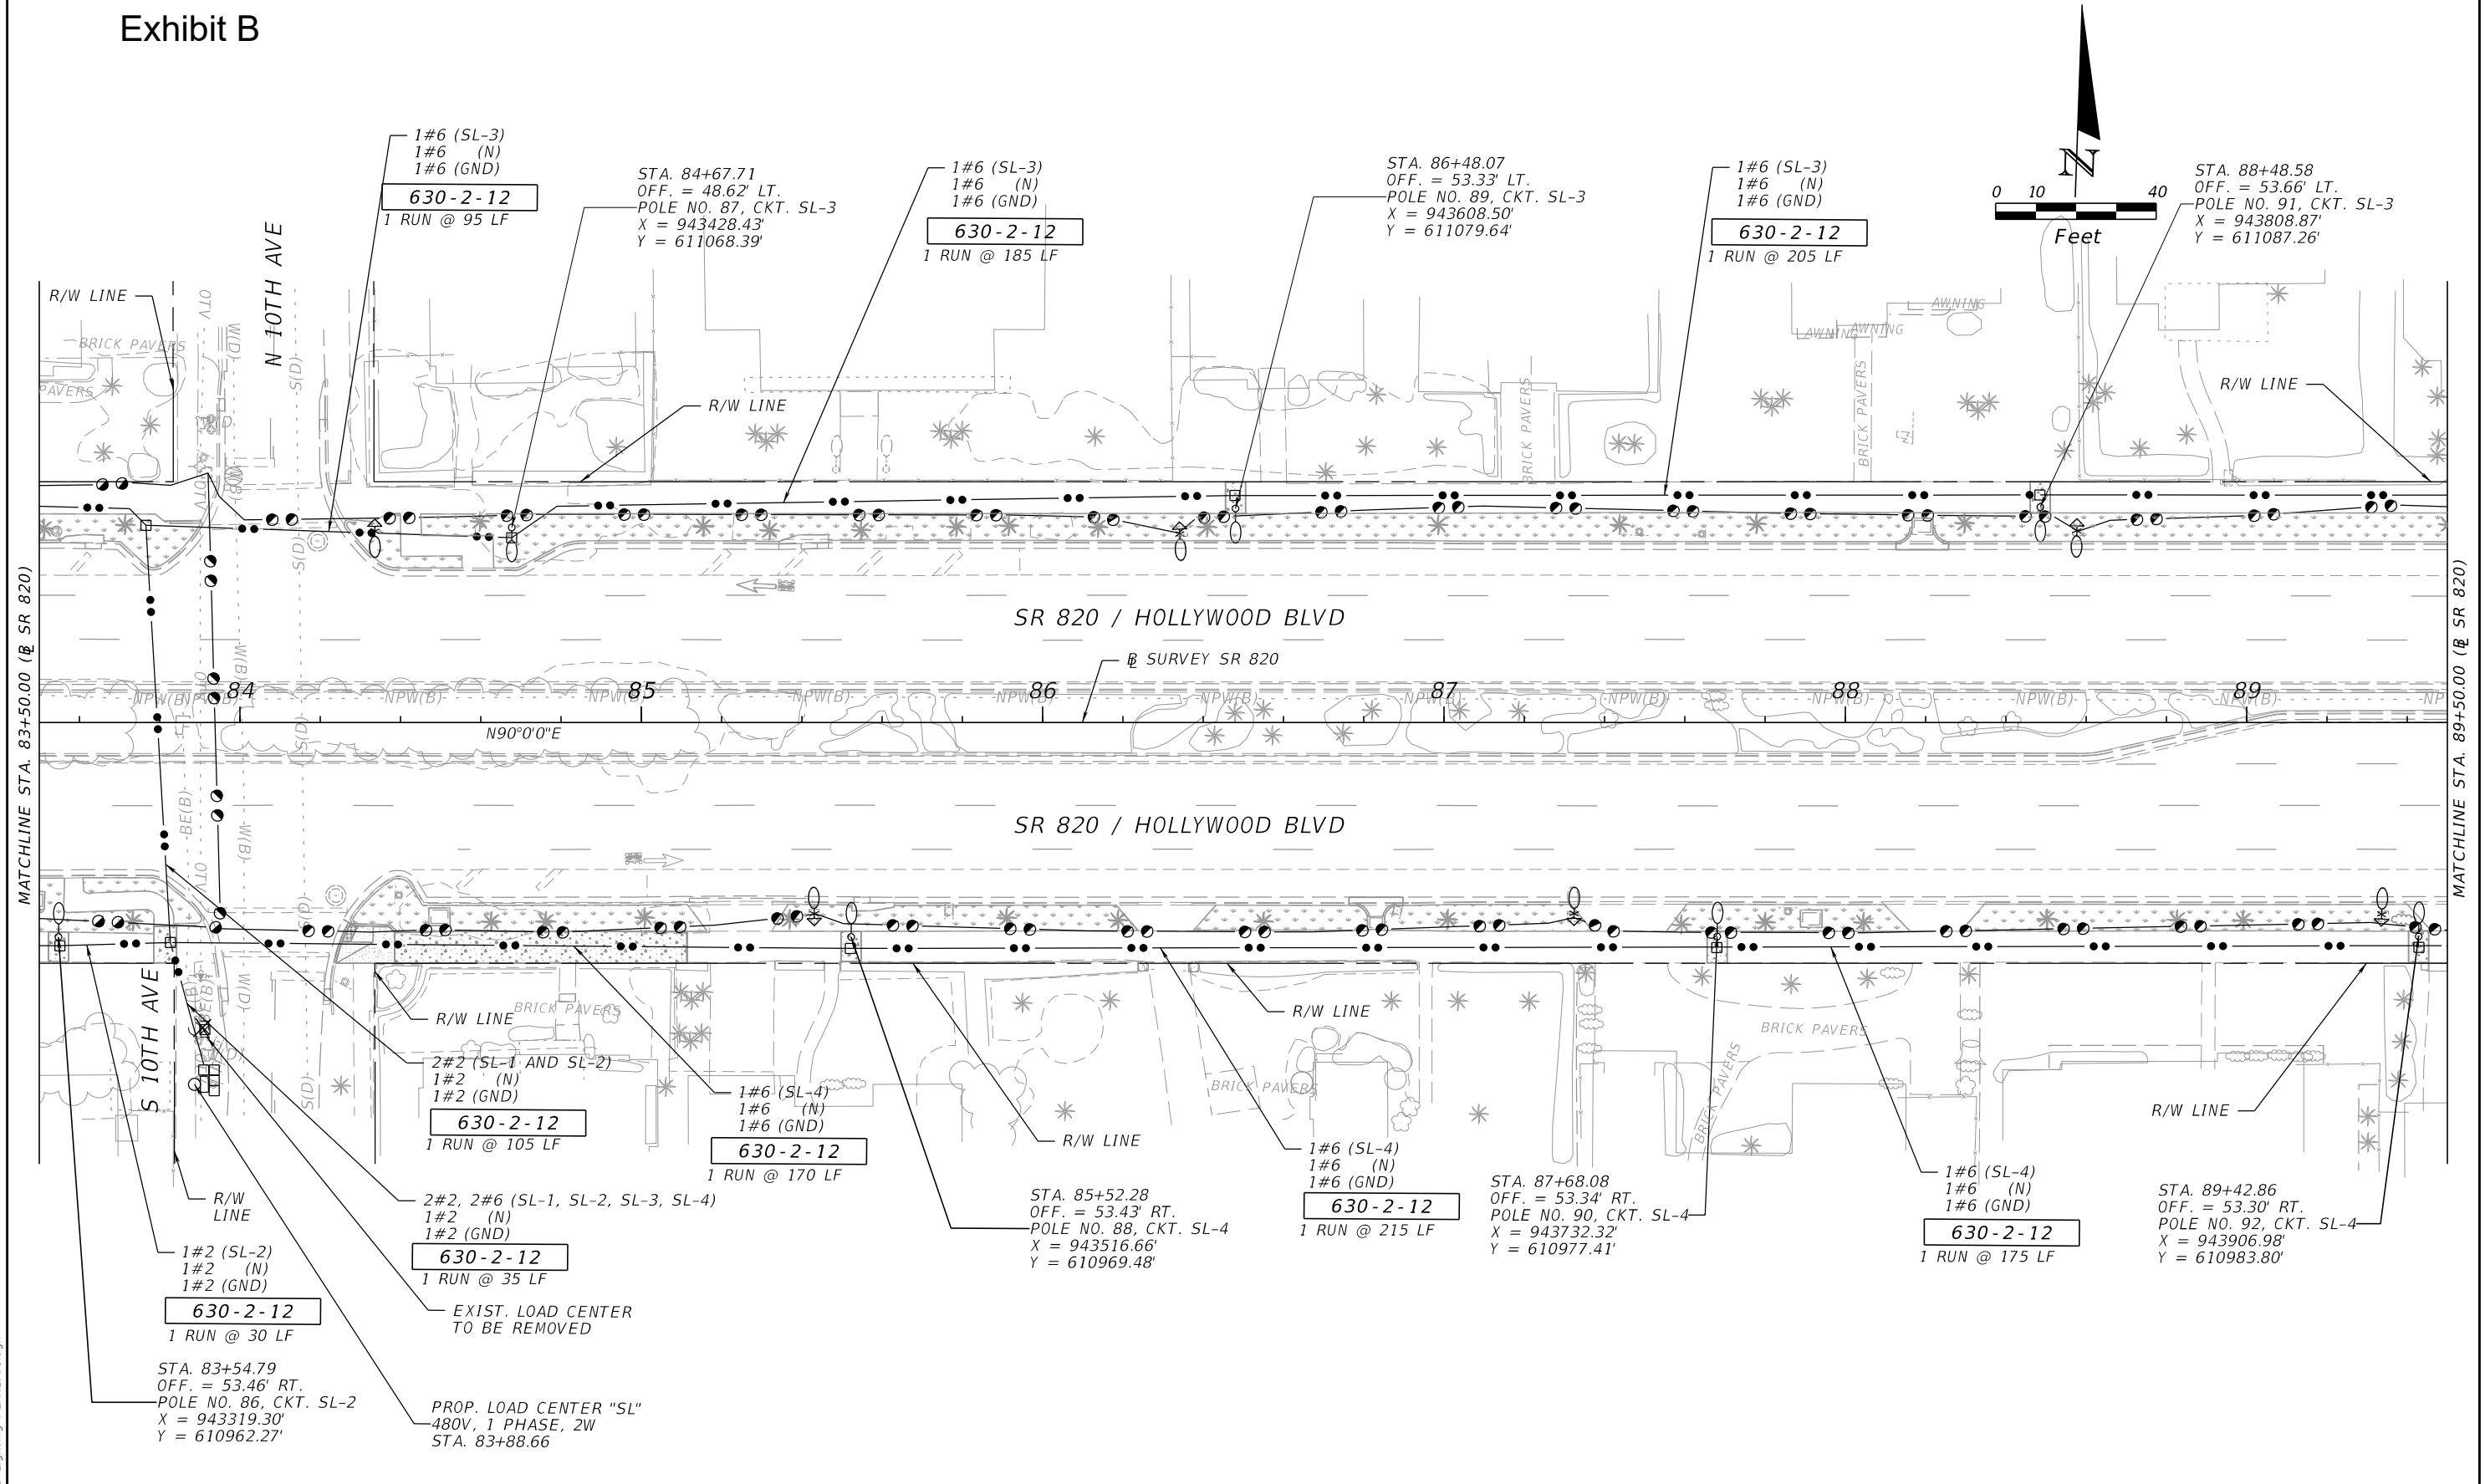 Exhibit B
1#6 (SL-3)
1#6 (N)
1#6 (GND)
630-2-12
1 RUN @ 95 LF
STA. 84+67.71
OFF. = 48.62' LT.
POLE NO. 87, CKT. SL-3
X = 943428.43'
Y = 611068.39'
1#6 (SL-3)
1#6 (N)
1#6 (GND)
630-2-12
1 RUN @ 185 LF
STA. 86+48.07
OFF. = 53.33' LT.
POLE NO. 89, CKT. SL-3
X = 943608.50'
Y = 611079.64'
1#6 (SL-3)
1#6 (N)
1#6 (GND)
630-2-12
1 RUN @ 205 LF
N
0 10 40
Feet
STA. 88+48.58
OFF. = 53.66' LT.
POLE NO. 91, CKT. SL-3
X = 943808.87'
Y = 611087.26'
R/W LINE
N 10TH AVE
OTV
W(D)
S(D)
BRICK PAVERS
PAVERS
R/W LINE
BRICK PAVERS
AWNING
AWNING
AWNING
BRICK PAVERS
R/W LINE
W(B)
OTV
S(D)
SR 820 / HOLLYWOOD BLVD
B SURVEY SR 820
MATCHLINE STA. 83+50.00 (B SR 820)
MATCHLINE STA. 89+50.00 (B SR 820)
84
85
86
87
88
89
NPW(B)
NPW(B)
NPW(B)
NPW(B)
NPW(B)
NPW(B)
NPW(B)
NPW(B)
NPW(B)
NPW(B)
NPW(B)
NPW(B)
NP
N90°0'0"E
W(B)
S(D)
BE(B)
W(B)
OTV
SR 820 / HOLLYWOOD BLVD
S(D)
W(D)
BE(B)
S(D)
S 10TH AVE
R/W LINE
BRICK PAVERS
R/W LINE
BRICK PAVERS
BRICK PAVERS
BRICK PAVERS
2#2 (SL-1 AND SL-2)
1#2 (N)
1#2 (GND)
630-2-12
1 RUN @ 105 LF
1#6 (SL-4)
1#6 (N)
1#6 (GND)
630-2-12
1 RUN @ 170 LF
R/W LINE
1#6 (SL-4)
1#6 (N)
1#6 (GND)
630-2-12
1 RUN @ 215 LF
R/W LINE
1#6 (SL-4)
1#6 (N)
1#6 (GND)
630-2-12
1 RUN @ 175 LF
R/W
LINE
2#2, 2#6 (SL-1, SL-2, SL-3, SL-4)
1#2 (N)
1#2 (GND)
630-2-12
1 RUN @ 35 LF
STA. 85+52.28
OFF. = 53.43' RT.
POLE NO. 88, CKT. SL-4
X = 943516.66'
Y = 610969.48'
STA. 87+68.08
OFF. = 53.34' RT.
POLE NO. 90, CKT. SL-4
X = 943732.32'
Y = 610977.41'
STA. 89+42.86
OFF. = 53.30' RT.
POLE NO. 92, CKT. SL-4
X = 943906.98'
Y = 610983.80'
1#2 (SL-2)
1#2 (N)
1#2 (GND)
630-2-12
1 RUN @ 30 LF
EXIST. LOAD CENTER
TO BE REMOVED
STA. 83+54.79
OFF. = 53.46' RT.
POLE NO. 86, CKT. SL-2
X = 943319.30'
Y = 610962.27'
PROP. LOAD CENTER "SL"
480V, 1 PHASE, 2W
STA. 83+88.66